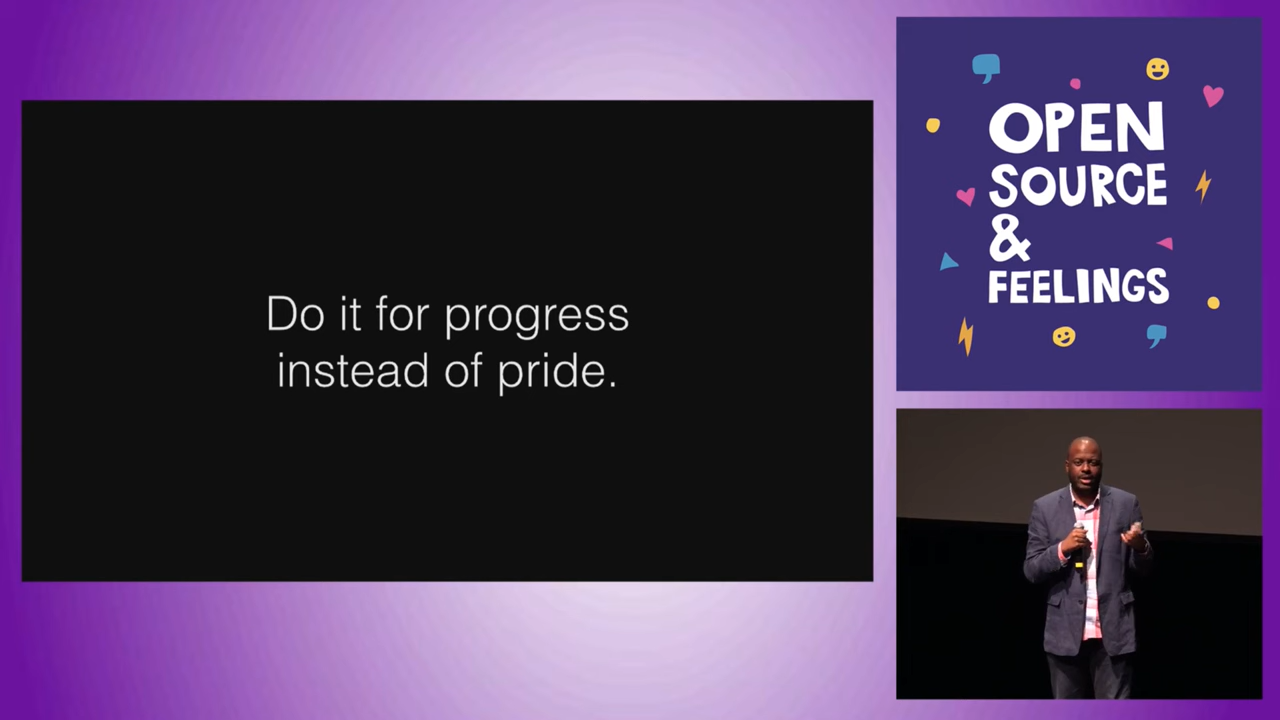 Do it for progress
instead of pride.
OPEN
SOURCE
&
FEELINGS